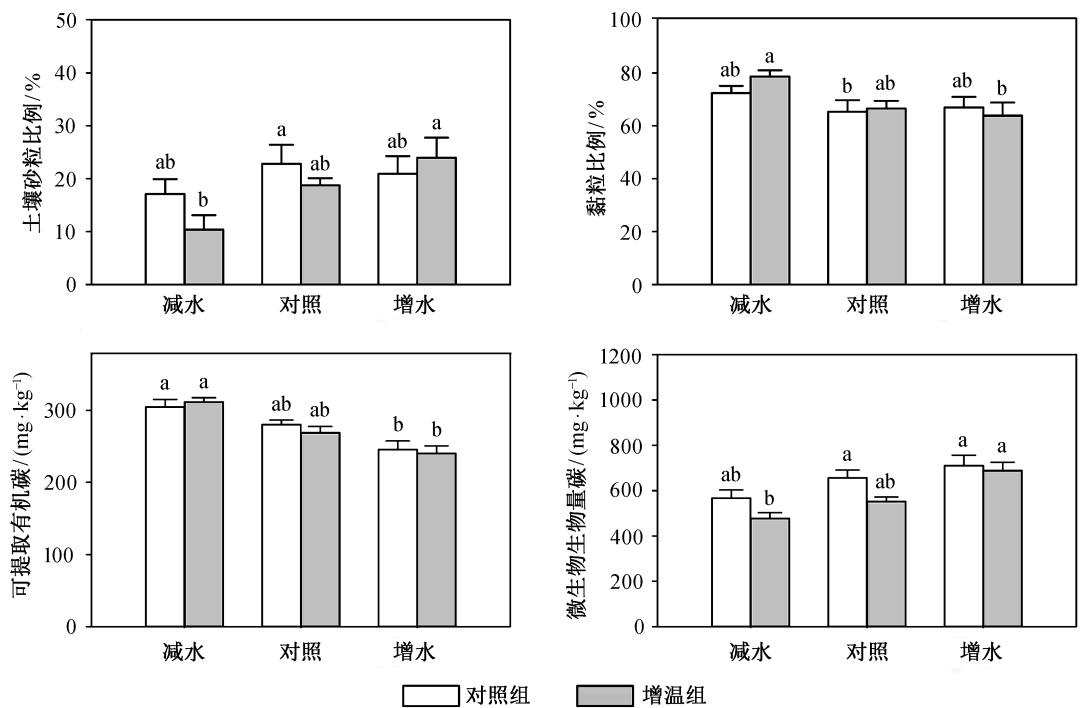 土壤砂粒比例/%
50
40
30
20
10
0
ab
b
a
ab
ab
a
减水
对照
增水
黏粒比例/%
100
80
60
40
20
0
ab
a
b
ab
ab
b
减水
对照
增水
可提取有机碳/(mg·kg⁻¹)
300
200
100
0
a
a
ab
ab
b
b
减水
对照
增水
微生物生物量碳/(mg·kg⁻¹)
1200
1000
800
600
400
200
0
ab
b
a
ab
a
a
减水
对照
增水
对照组
增温组